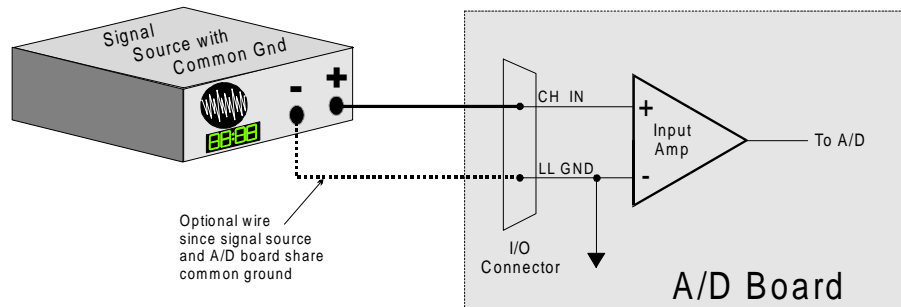 Signal
Source with
Common Gnd
-
+
88:88
CH IN
+
Input
Amp
To A/D
LL GND
-
Optional wire
since signal source
and A/D board share
common ground
I/O
Connector
A/D Board